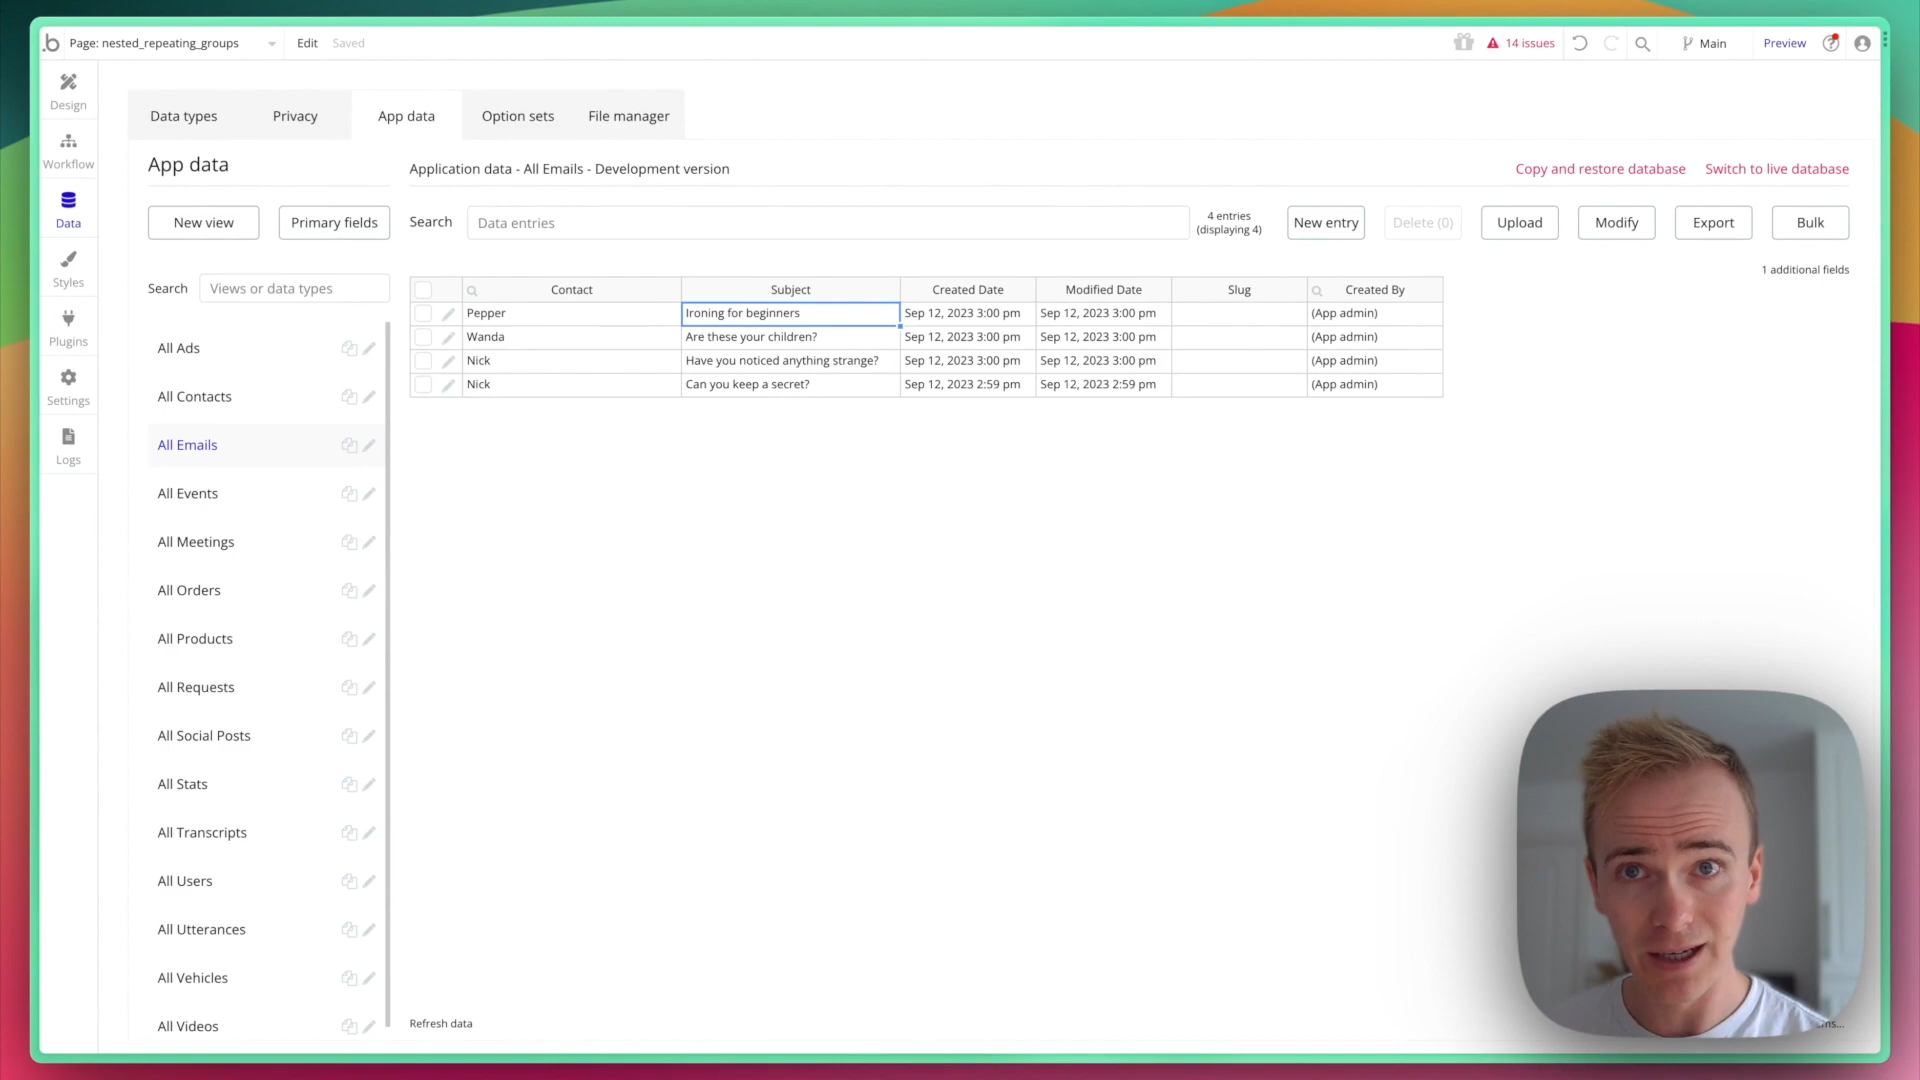 Page: nested_repeating_groups Edit Saved 14 issues Main Preview
Design
Workflow
Data
Styles
Plugins
Settings
Logs
Data types Privacy App data Option sets File manager
App data
Application data - All Emails - Development version Copy and restore database Switch to live database
New view Primary fields Search Data entries 4 entries (displaying 4) New entry Delete (0) Upload Modify Export Bulk
1 additional fields
Search Views or data types
All Ads
All Contacts
All Emails
All Events
All Meetings
All Orders
All Products
All Requests
All Social Posts
All Stats
All Transcripts
All Users
All Utterances
All Vehicles
All Videos
Contact Subject Created Date Modified Date Slug Created By
Pepper Ironing for beginners Sep 12, 2023 3:00 pm Sep 12, 2023 3:00 pm (App admin)
Wanda Are these your children? Sep 12, 2023 3:00 pm Sep 12, 2023 3:00 pm (App admin)
Nick Have you noticed anything strange? Sep 12, 2023 3:00 pm Sep 12, 2023 3:00 pm (App admin)
Nick Can you keep a secret? Sep 12, 2023 2:59 pm Sep 12, 2023 2:59 pm (App admin)
Refresh data